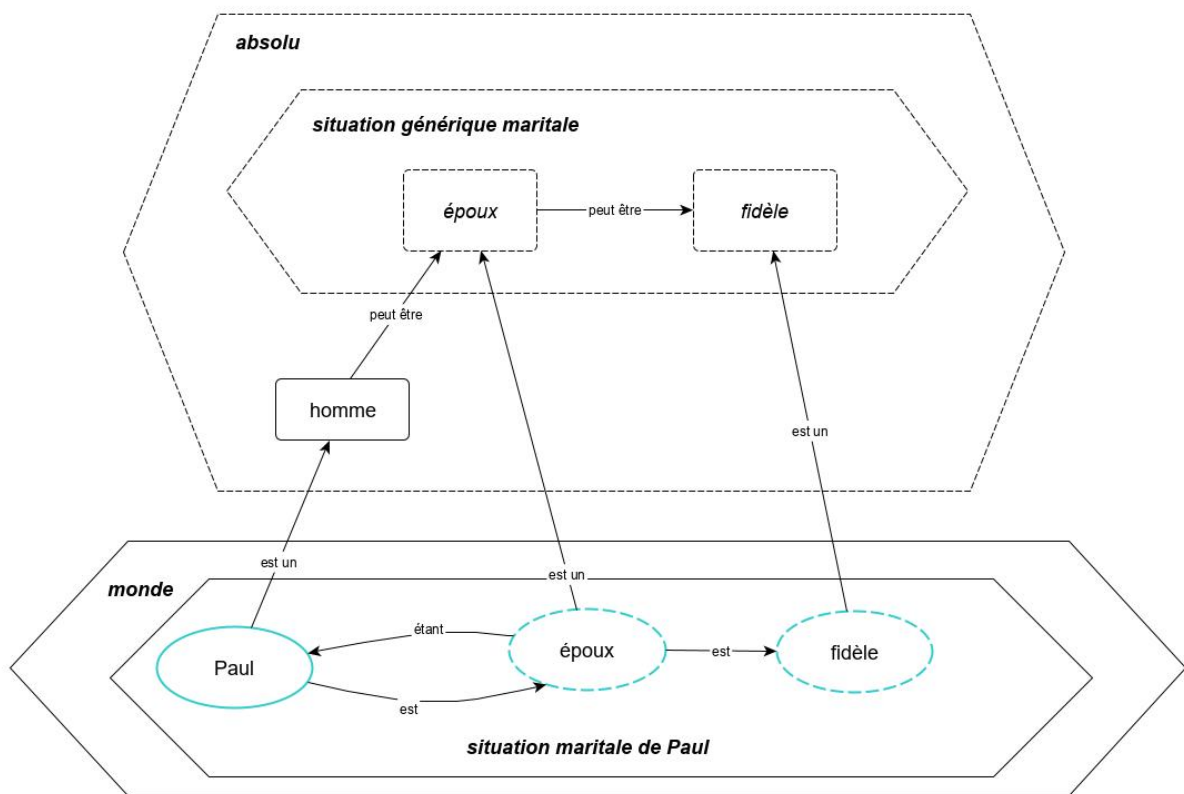 absolu
situation générique maritale
époux
peut être
fidèle
peut être
homme
est un
est un
est un
monde
Paul
étant
est
époux
est
fidèle
situation maritale de Paul